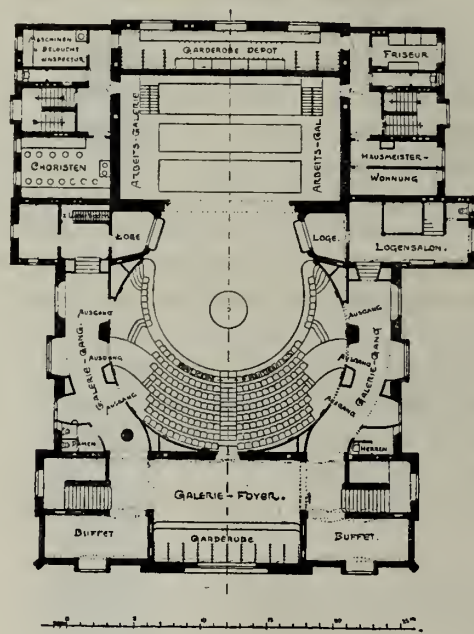 MASCHINEN
U. BELEUCHT
INSPECTOR
GARDEROBE DEPOT
FRISEUR
ARBEITS-GALERIE
ARBEITS-GAL
CHORISTEN
HAUSMEISTER-
WOHNUNG
LOGE
LOGE.
LOGENSALON.
AUSGANG
AUSGANG
AUSGANG
GALERIE-GANG.
AUSGANG
AUSGANG
AUSGANG
GALERIE-GANG
DAMEN
HERREN
GALERIE-FOYER.
BUFFET
GARDEROBE
BUFFET.